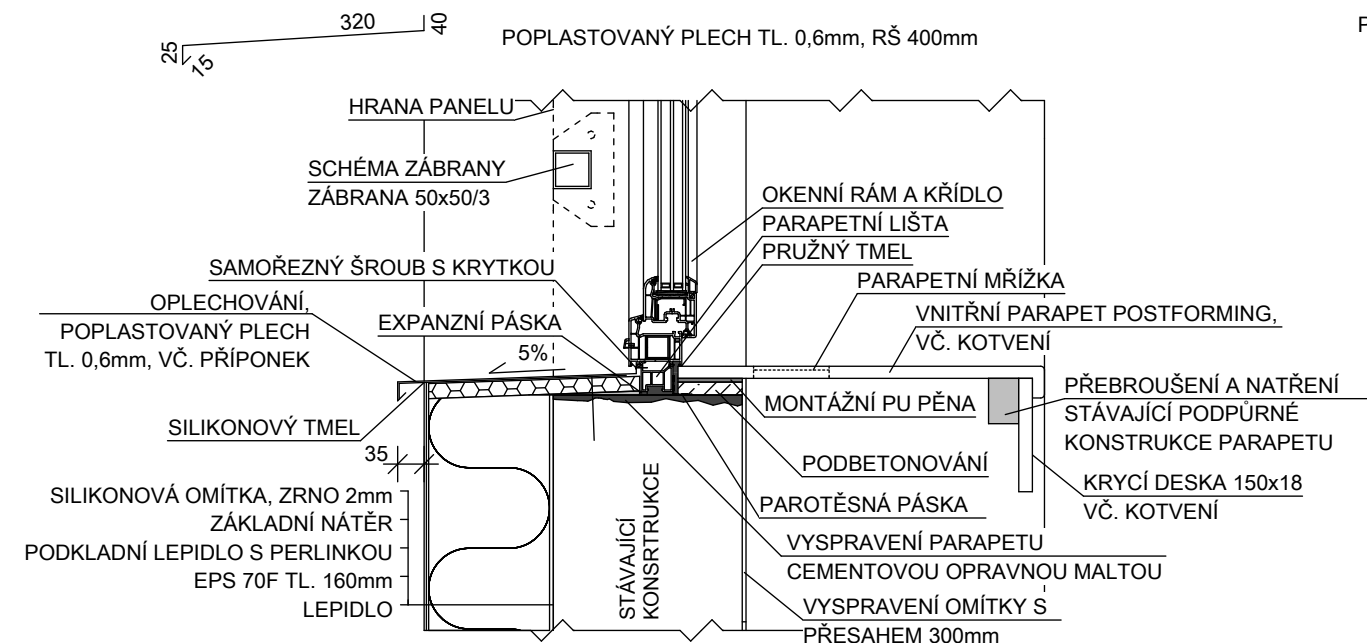 320
40
25
15
POPLASTOVANÝ PLECH TL. 0,6mm, RŠ 400mm
P
HRANA PANELU
SCHÉMA ZÁBRANY
ZÁBRANA 50x50/3
OKENNÍ RÁM A KŘÍDLO
PARAPETNÍ LIŠTA
PRUŽNÝ TMEL
SAMOŘEZNÝ ŠROUB S KRYTKOU
PARAPETNÍ MŘÍŽKA
OPLECHOVÁNÍ,
POPLASTOVANÝ PLECH
TL. 0,6mm, VČ. PŘÍPONEK
EXPANZNÍ PÁSKA
VNITŘNÍ PARAPET POSTFORMING,
VČ. KOTVENÍ
5%
PŘEBROUŠENÍ A NATŘENÍ
STÁVAJÍCÍ PODPŮRNÉ
KONSTRUKCE PARAPETU
MONTÁŽNÍ PU PĚNA
SILIKONOVÝ TMEL
35
PODBETONOVÁNÍ
KRYCÍ DESKA 150x18
VČ. KOTVENÍ
SILIKONOVÁ OMÍTKA, ZRNO 2mm
ZÁKLADNÍ NÁTĚR
PODKLADNÍ LEPIDLO S PERLINKOU
EPS 70F TL. 160mm
LEPIDLO
STÁVAJÍCÍ
KONSRTRUKCE
PAROTĚSNÁ PÁSKA
VYSPRAVENÍ PARAPETU
CEMENTOVOU OPRAVNOU MALTOU
VYSPRAVENÍ OMÍTKY S
PŘESAHEM 300mm